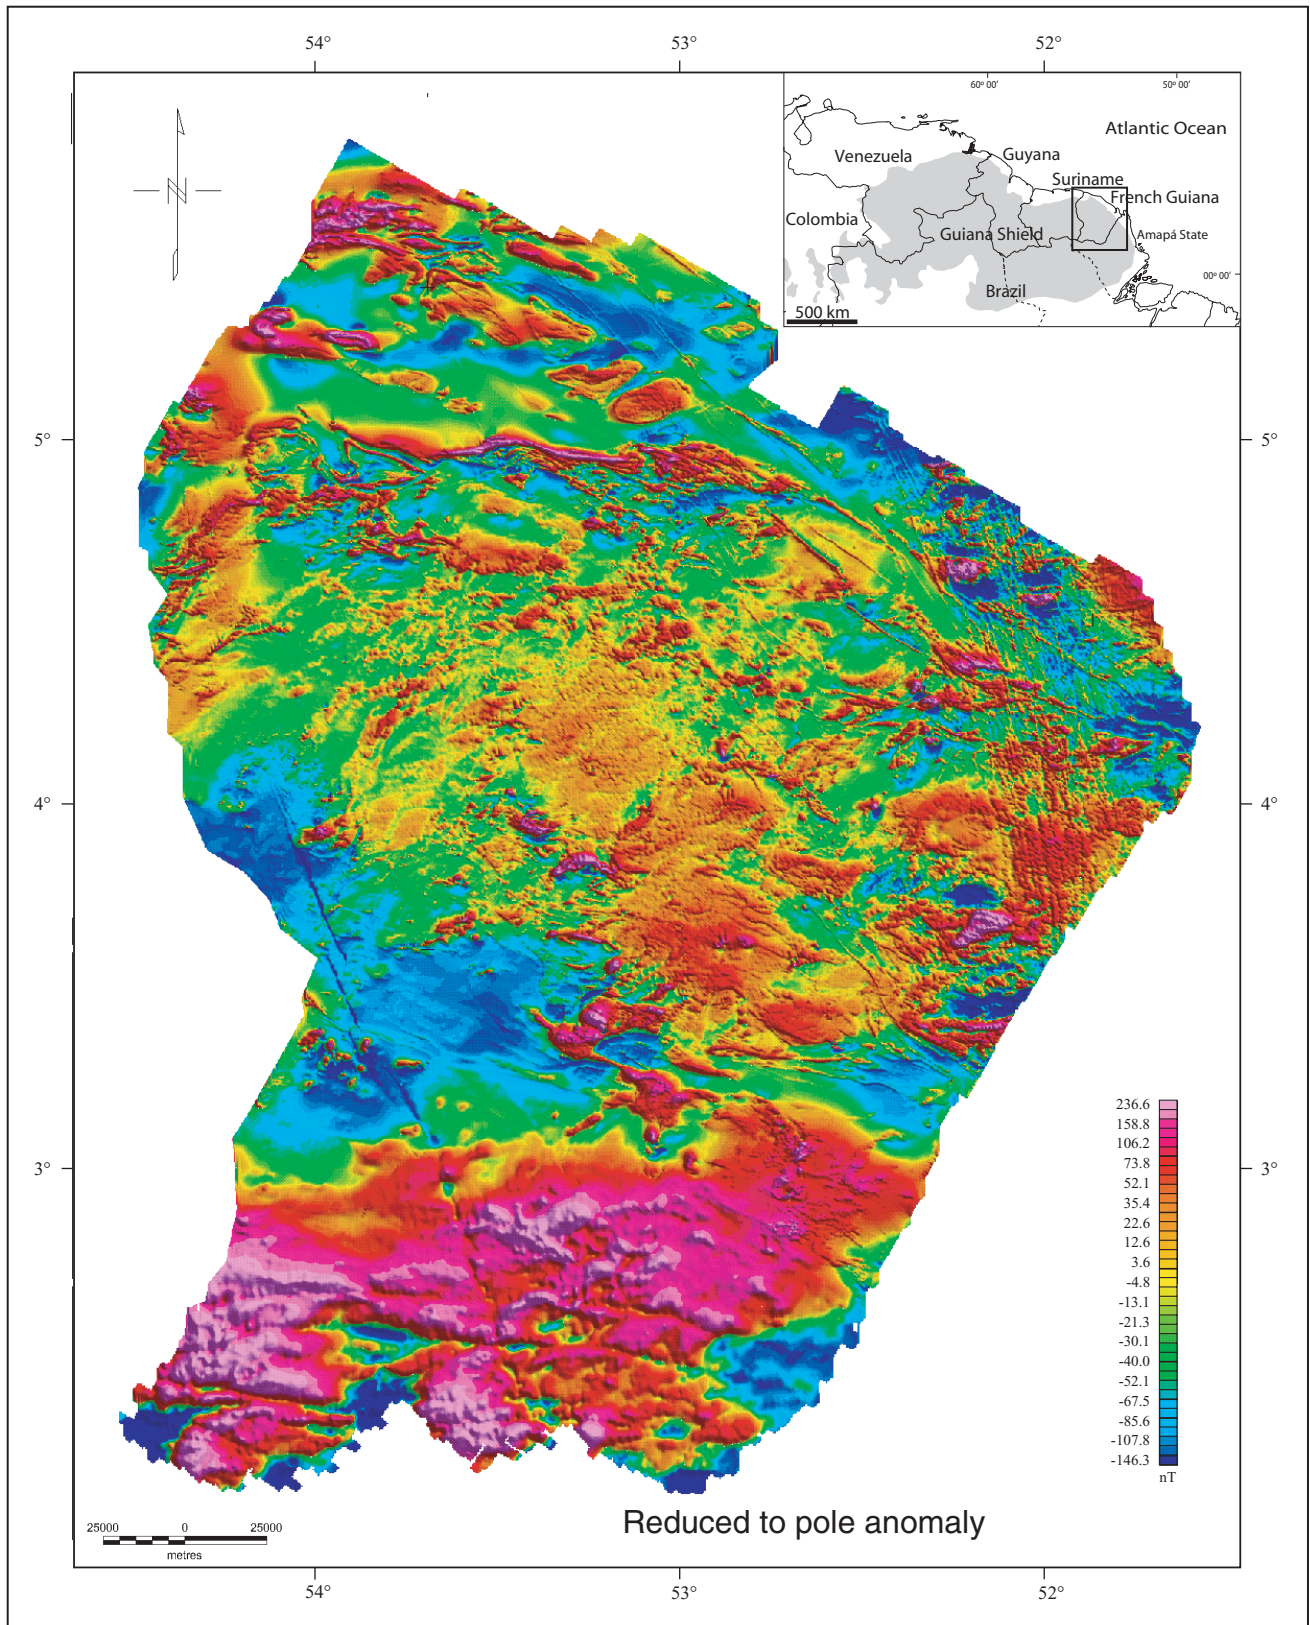 54°
53°
52°
60° 00'
50° 00'
Atlantic Ocean
Venezuela
Guyana
Suriname
French Guiana
Colombia
Guiana Shield
Amapá State
00° 00'
Brazil
500 km
N
5°
5°
4°
4°
3°
3°
236.6
158.8
106.2
73.8
52.1
35.4
22.6
12.6
3.6
-4.8
-13.1
-21.3
-30.1
-40.0
-52.1
-67.5
-85.6
-107.8
-146.3
nT
Reduced to pole anomaly
25000 0 25000
metres
54°
53°
52°